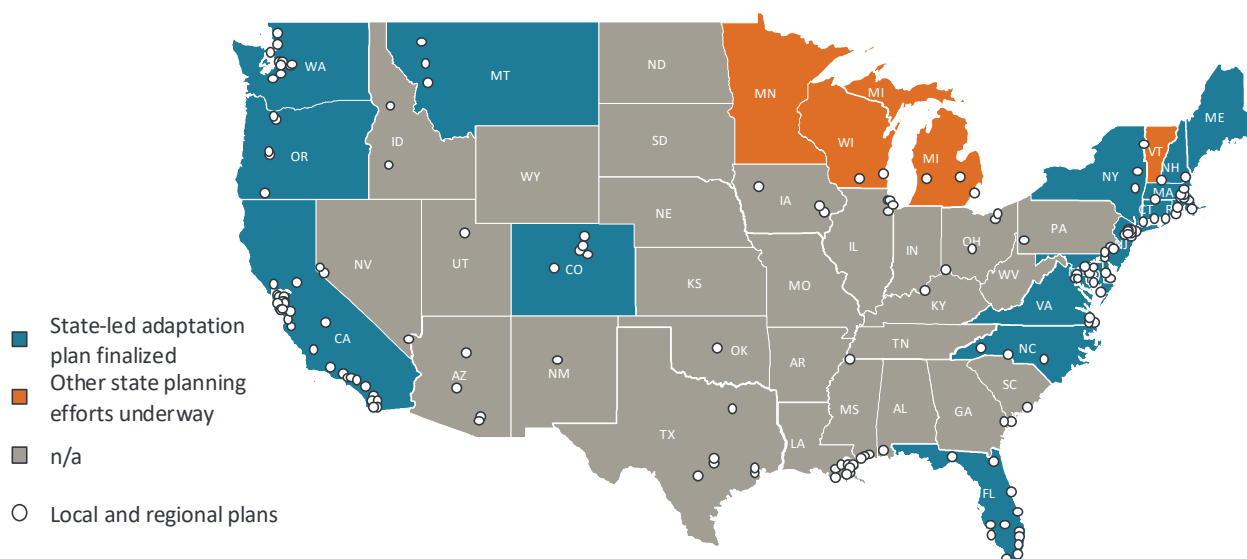 WA
MT
ND
MN
MI
ME
OR
ID
SD
WI
MI
VT
NH
NY
MA
CT
WY
IA
NE
PA
NV
UT
CO
IL
IN
OH
NJ
WV
KS
MO
KY
VA
State-led adaptation
plan finalized
CA
Other state planning
efforts underway
AZ
NM
OK
AR
TN
NC
SC
n/a
TX
LA
MS
AL
GA
FL
Local and regional plans